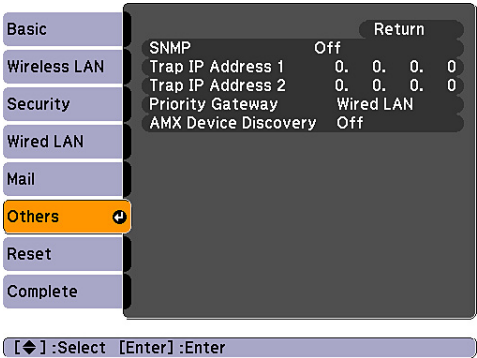 Basic
Wireless LAN
Security
Wired LAN
Mail
Others
Reset
Complete
Return
SNMP Off
Trap IP Address 1 0. 0. 0. 0
Trap IP Address 2 0. 0. 0. 0
Priority Gateway Wired LAN
AMX Device Discovery Off
[◆] :Select [Enter] :Enter